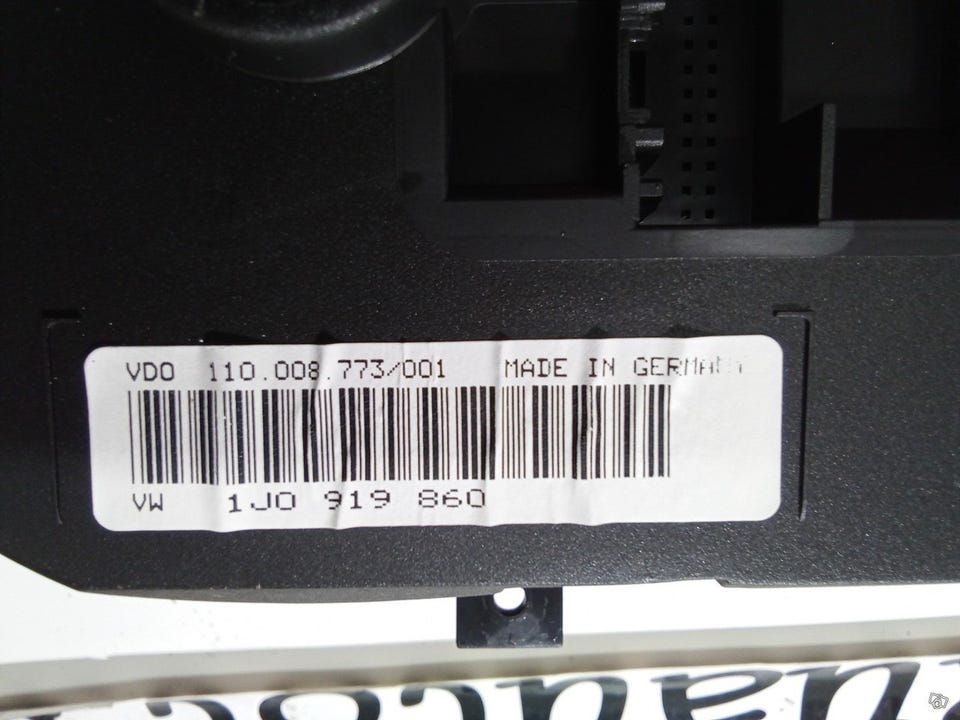 VDO 110.008.773/001 MADE IN GERMANY
VW 1J0 919 860